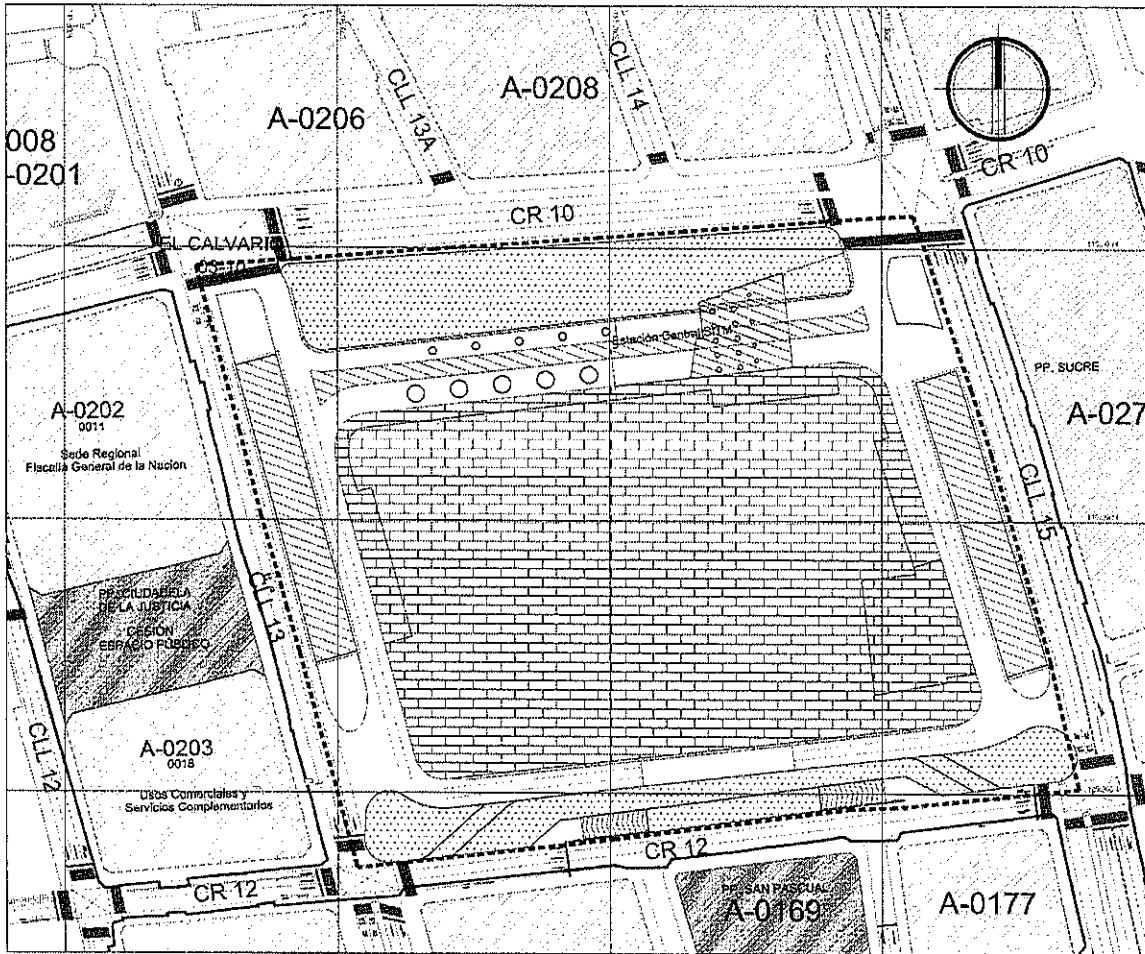 CLL 13A
CLL 14
A-0208
A-0206
008
-0201
CR 10
CR 10
EL CALVARIO
Estación Central SITM
PP. SUCRE
A-027
A-0202
0011
Sede Regional
Fiscalía General de la Nación
CLL 15
PP. CIUDADELA
DE LA JUSTICIA
CESIÓN
ESPACIO PÚBLICO
CLL 13
CLL 12
A-0203
0018
Usos Comerciales y
Servicios Complementarios
CR 12
CR 12
PP. SAN PASCUAL
A-0169
A-0177